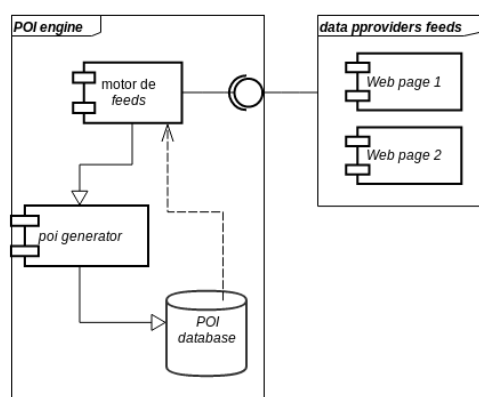 POI engine
data pproviders feeds
motor de
feeds
Web page 1
Web page 2
poi generator
POI
database